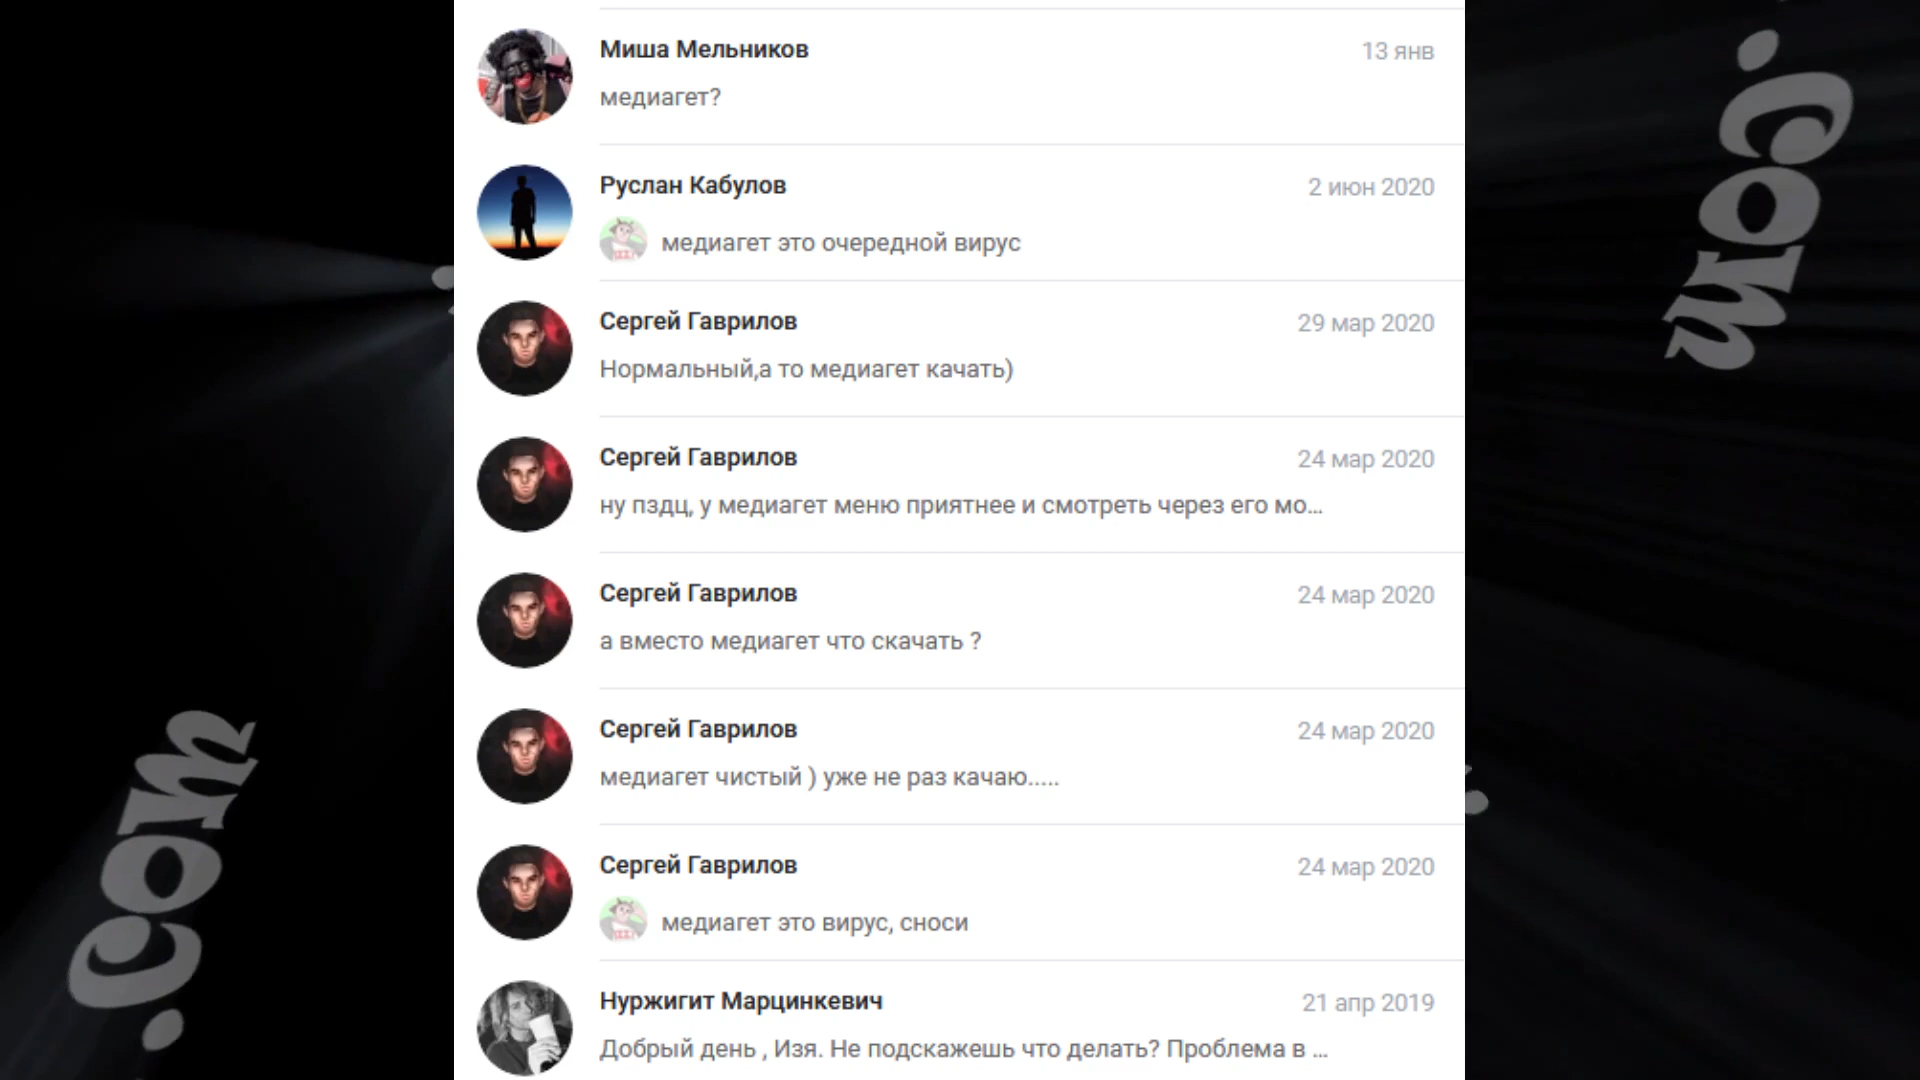 Миша Мельников
13 янв
медиагет?
Руслан Кабулов
2 июн 2020
медиагет это очередной вирус
Сергей Гаврилов
29 мар 2020
Нормальный,а то медиагет качать)
Сергей Гаврилов
24 мар 2020
ну пздц, у медиагет меню приятнее и смотреть через его мо...
Сергей Гаврилов
24 мар 2020
а вместо медиагет что скачать ?
Сергей Гаврилов
24 мар 2020
медиагет чистый ) уже не раз качаю.....
Сергей Гаврилов
24 мар 2020
медиагет это вирус, сноси
Нуржигит Марцинкевич
21 апр 2019
Добрый день , Изя. Не подскажешь что делать? Проблема в ...
.com
.com